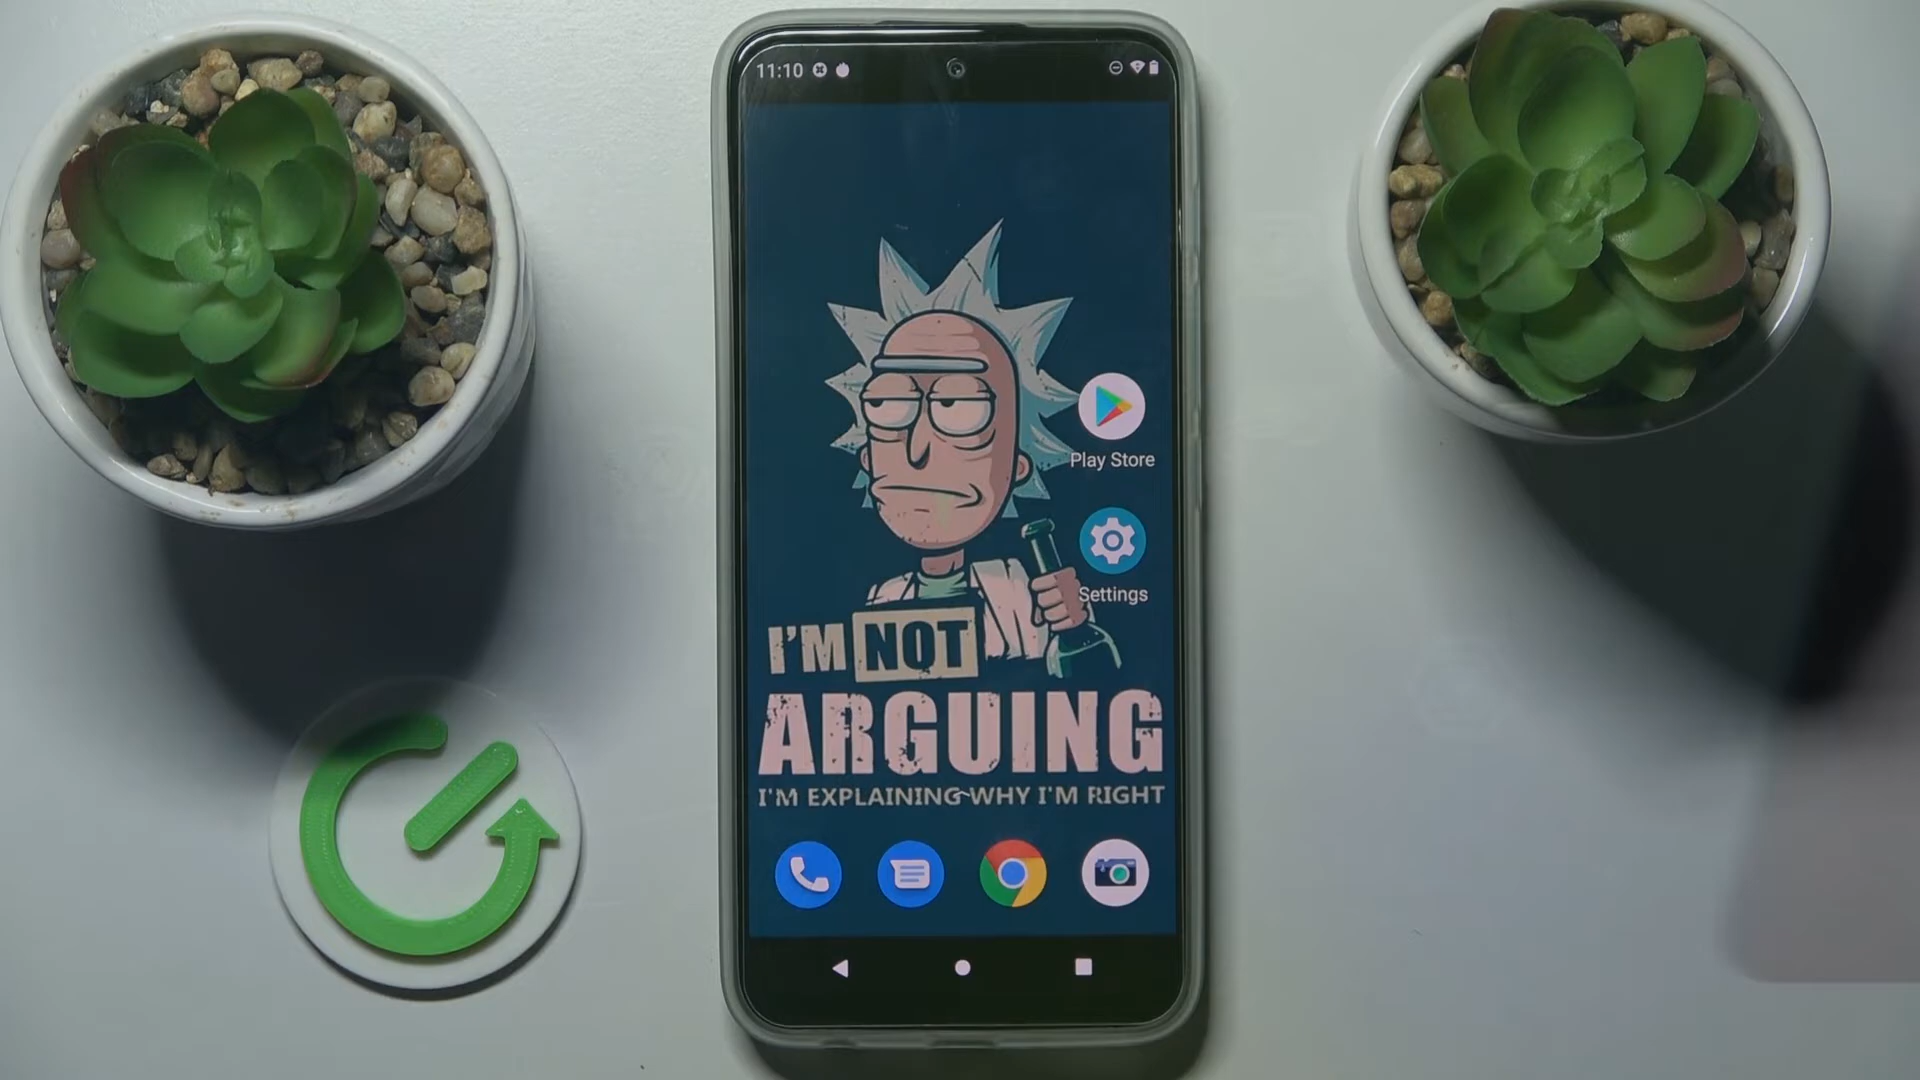 11:10
Play Store
Settings
I'M NOT
ARGUING
I'M EXPLAINING WHY I'M RIGHT